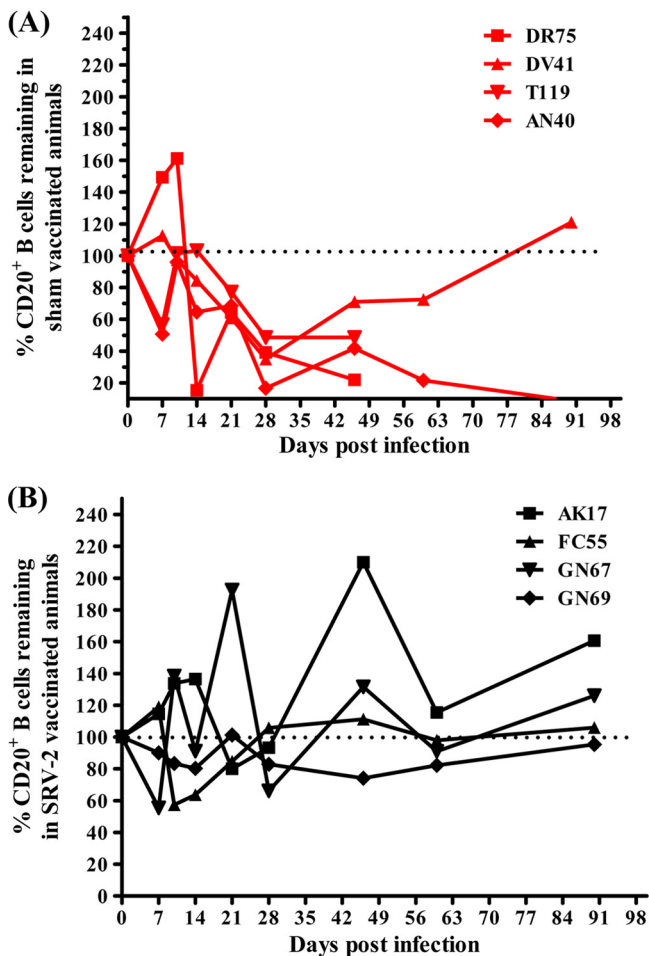 (A)
% CD20+ B cells remaining in
sham vaccinated animals
240
220
200
180
160
140
120
100
80
60
40
20
DR75
DV41
T119
AN40
0 7 14 21 28 35 42 49 56 63 70 77 84 91 98
Days post infection
(B)
% CD20+ B cells remaining
in SRV-2 vaccinated animals
240
220
200
180
160
140
120
100
80
60
40
20
0
AK17
FC55
GN67
GN69
0 7 14 21 28 35 42 49 56 63 70 77 84 91 98
Days post infection